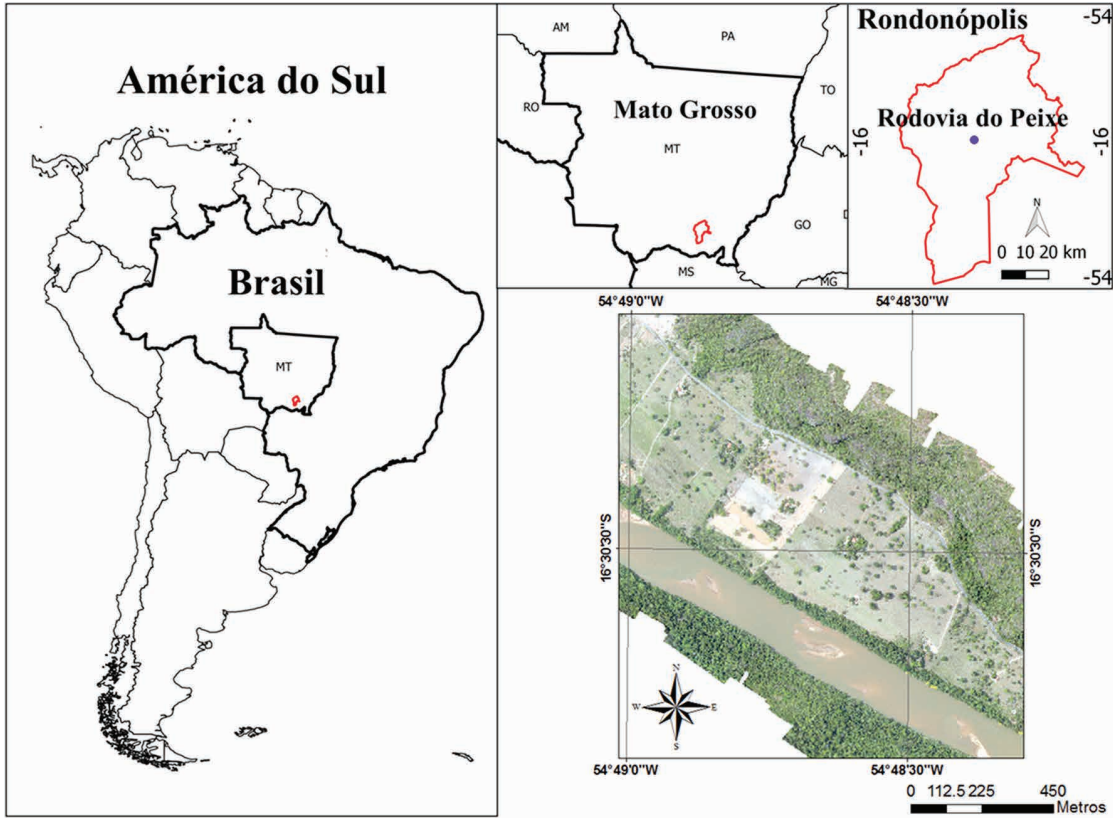 América do Sul
Brasil
MT
AM
PA
RO
Mato Grosso
TO
MT
GO
D
MS
MG
Rondonópolis
-54
Rodovia do Peixe
-16
-16
N
0 10 20 km
-54
54°49'0"W
54°48'30"W
16°30'30"S
16°30'30"S
N
W
E
S
54°49'0"W
54°48'30"W
0 112.5 225 450
Metros